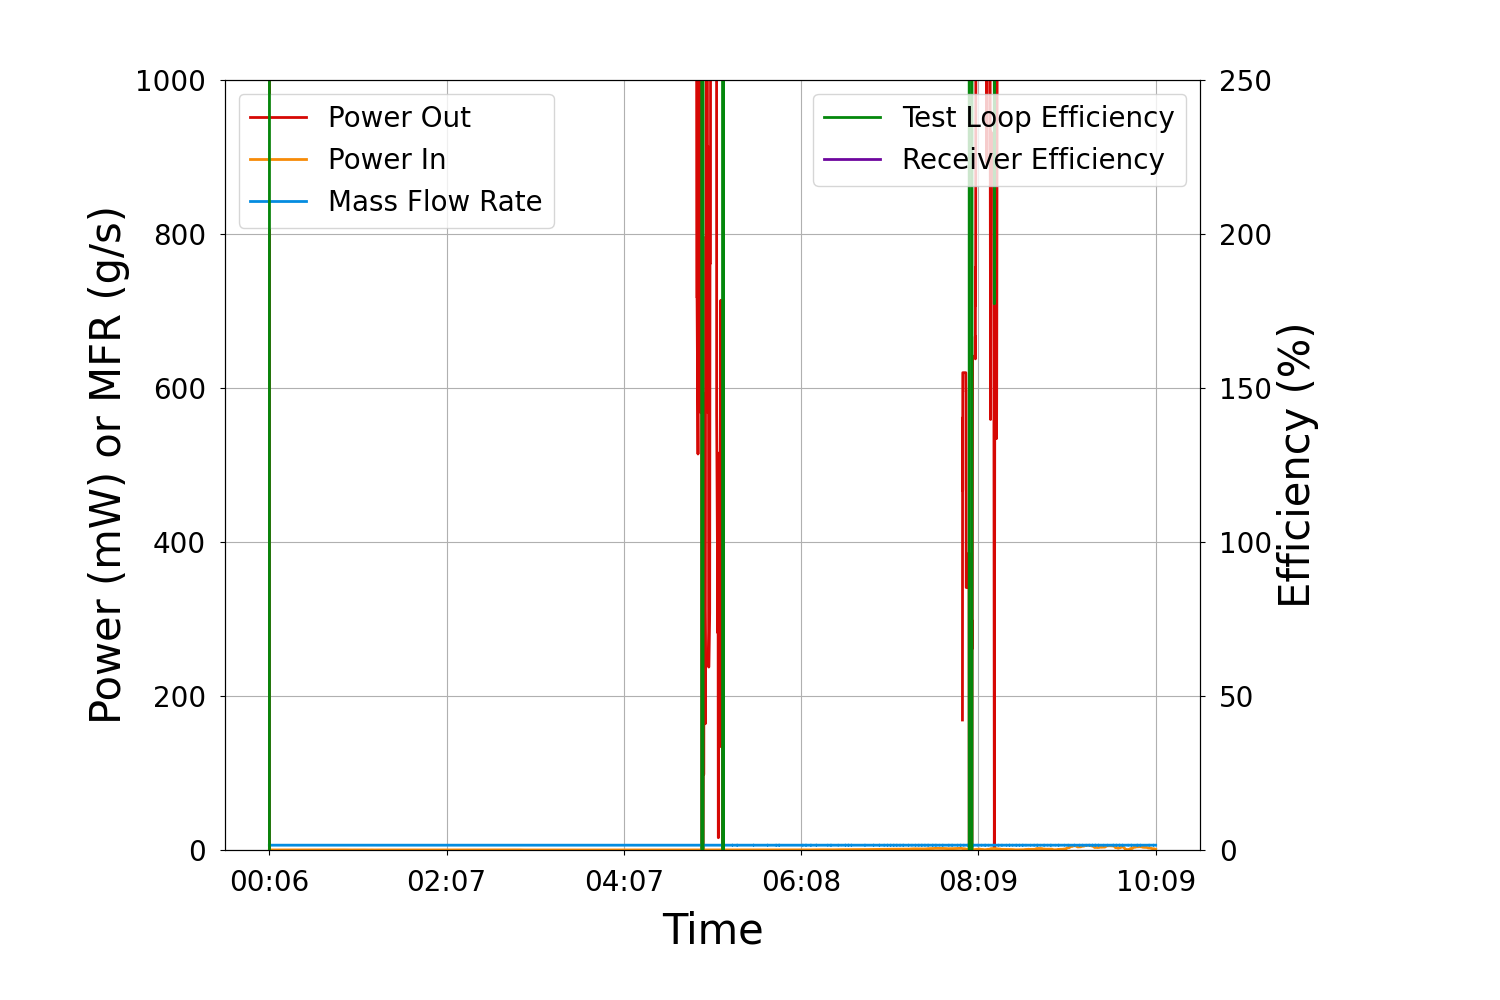 1000
800
600
400
200
0
Power (mW) or MFR (g/s)
Power Out
Power In
Mass Flow Rate
Test Loop Efficiency
Receiver Efficiency
250
200
150
100
50
0
Efficiency (%)
00:06 02:07 04:07 06:08 08:09 10:09
Time